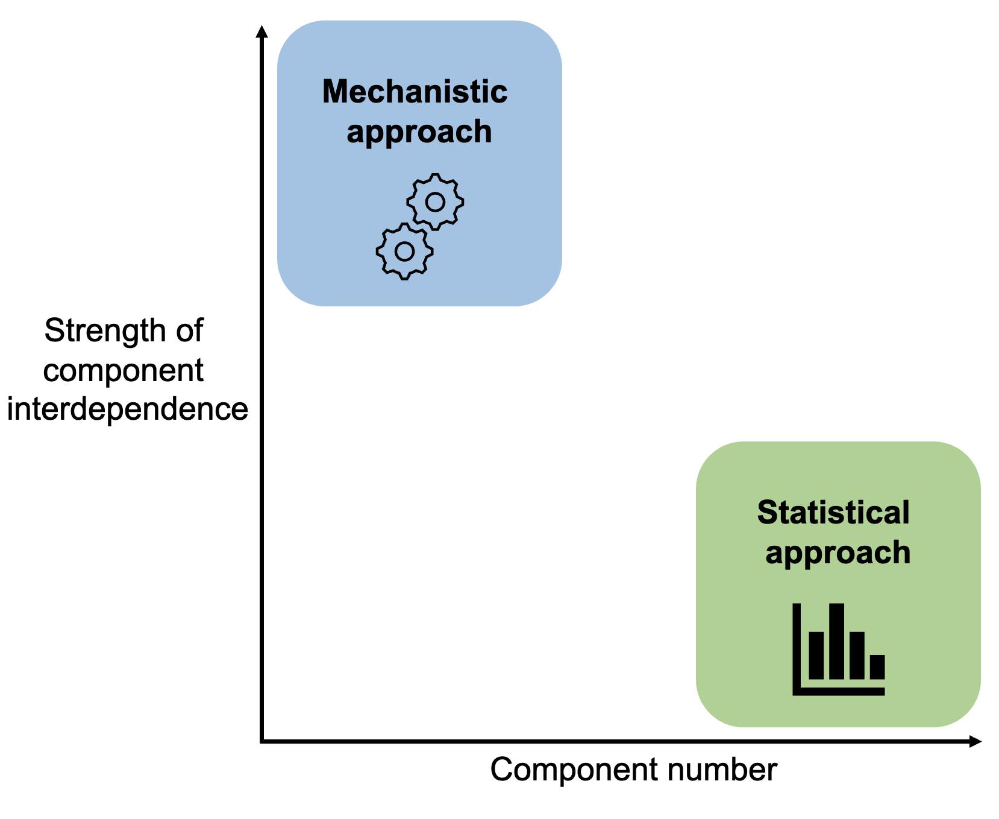 Mechanistic
approach
Strength of
component
interdependence
Statistical
approach
Component number